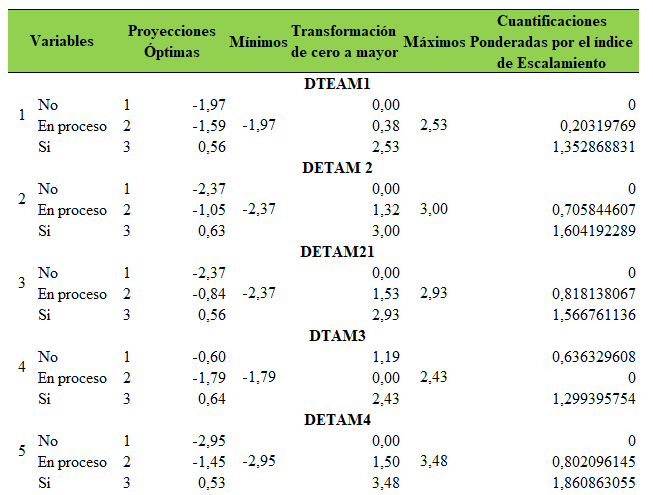 Variables Proyecciones Óptimas Mínimos Transformación de cero a mayor Máximos Cuantificaciones Ponderadas por el índice de Escalamiento
DTEAM1
1 No 1 -1,97 0,00 0
En proceso 2 -1,59 -1,97 0,38 2,53 0,20319769
Si 3 0,56 2,53 1,352868831
DETAM 2
2 No 1 -2,37 0,00 0
En proceso 2 -1,05 -2,37 1,32 3,00 0,705844607
Si 3 0,63 3,00 1,604192289
DETAM21
3 No 1 -2,37 0,00 0
En proceso 2 -0,84 -2,37 1,53 2,93 0,818138067
Si 3 0,56 2,93 1,566761136
DTAM3
4 No 1 -0,60 1,19 0,636329608
En proceso 2 -1,79 -1,79 0,00 2,43 0
Si 3 0,64 2,43 1,299395754
DETAM4
5 No 1 -2,95 0,00 0
En proceso 2 -1,45 -2,95 1,50 3,48 0,802096145
Si 3 0,53 3,48 1,860863055